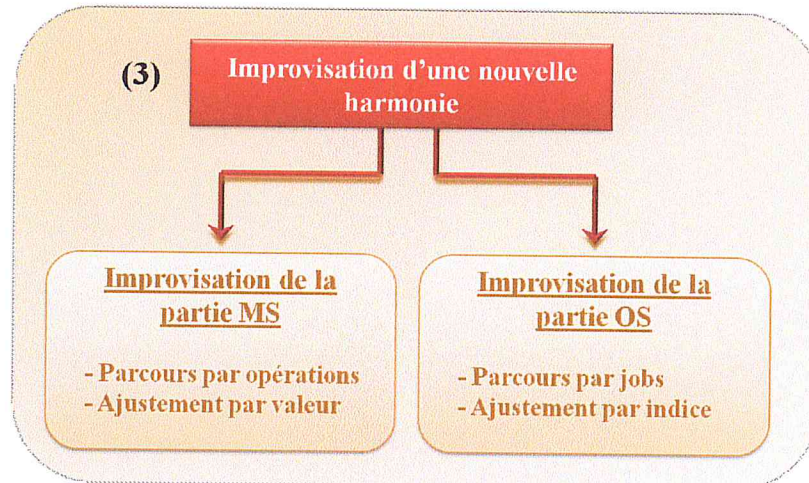 (3)
Improvisation d'une nouvelle
harmonie
Improvisation de la
partie MS
- Parcours par opérations
- Ajustement par valeur
Improvisation de la
partie OS
- Parcours par jobs
- Ajustement par indice